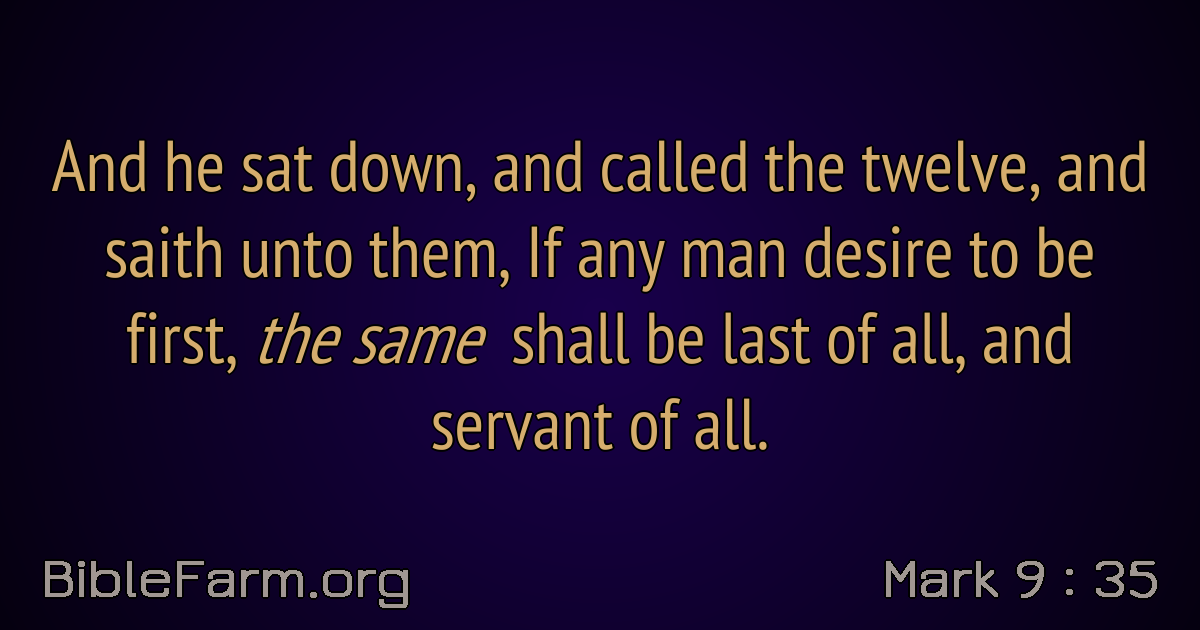 And he sat down, and called the twelve, and
saith unto them, If any man desire to be
first, the same shall be last of all, and
servant of all.
BibleFarm.org
Mark 9 : 35